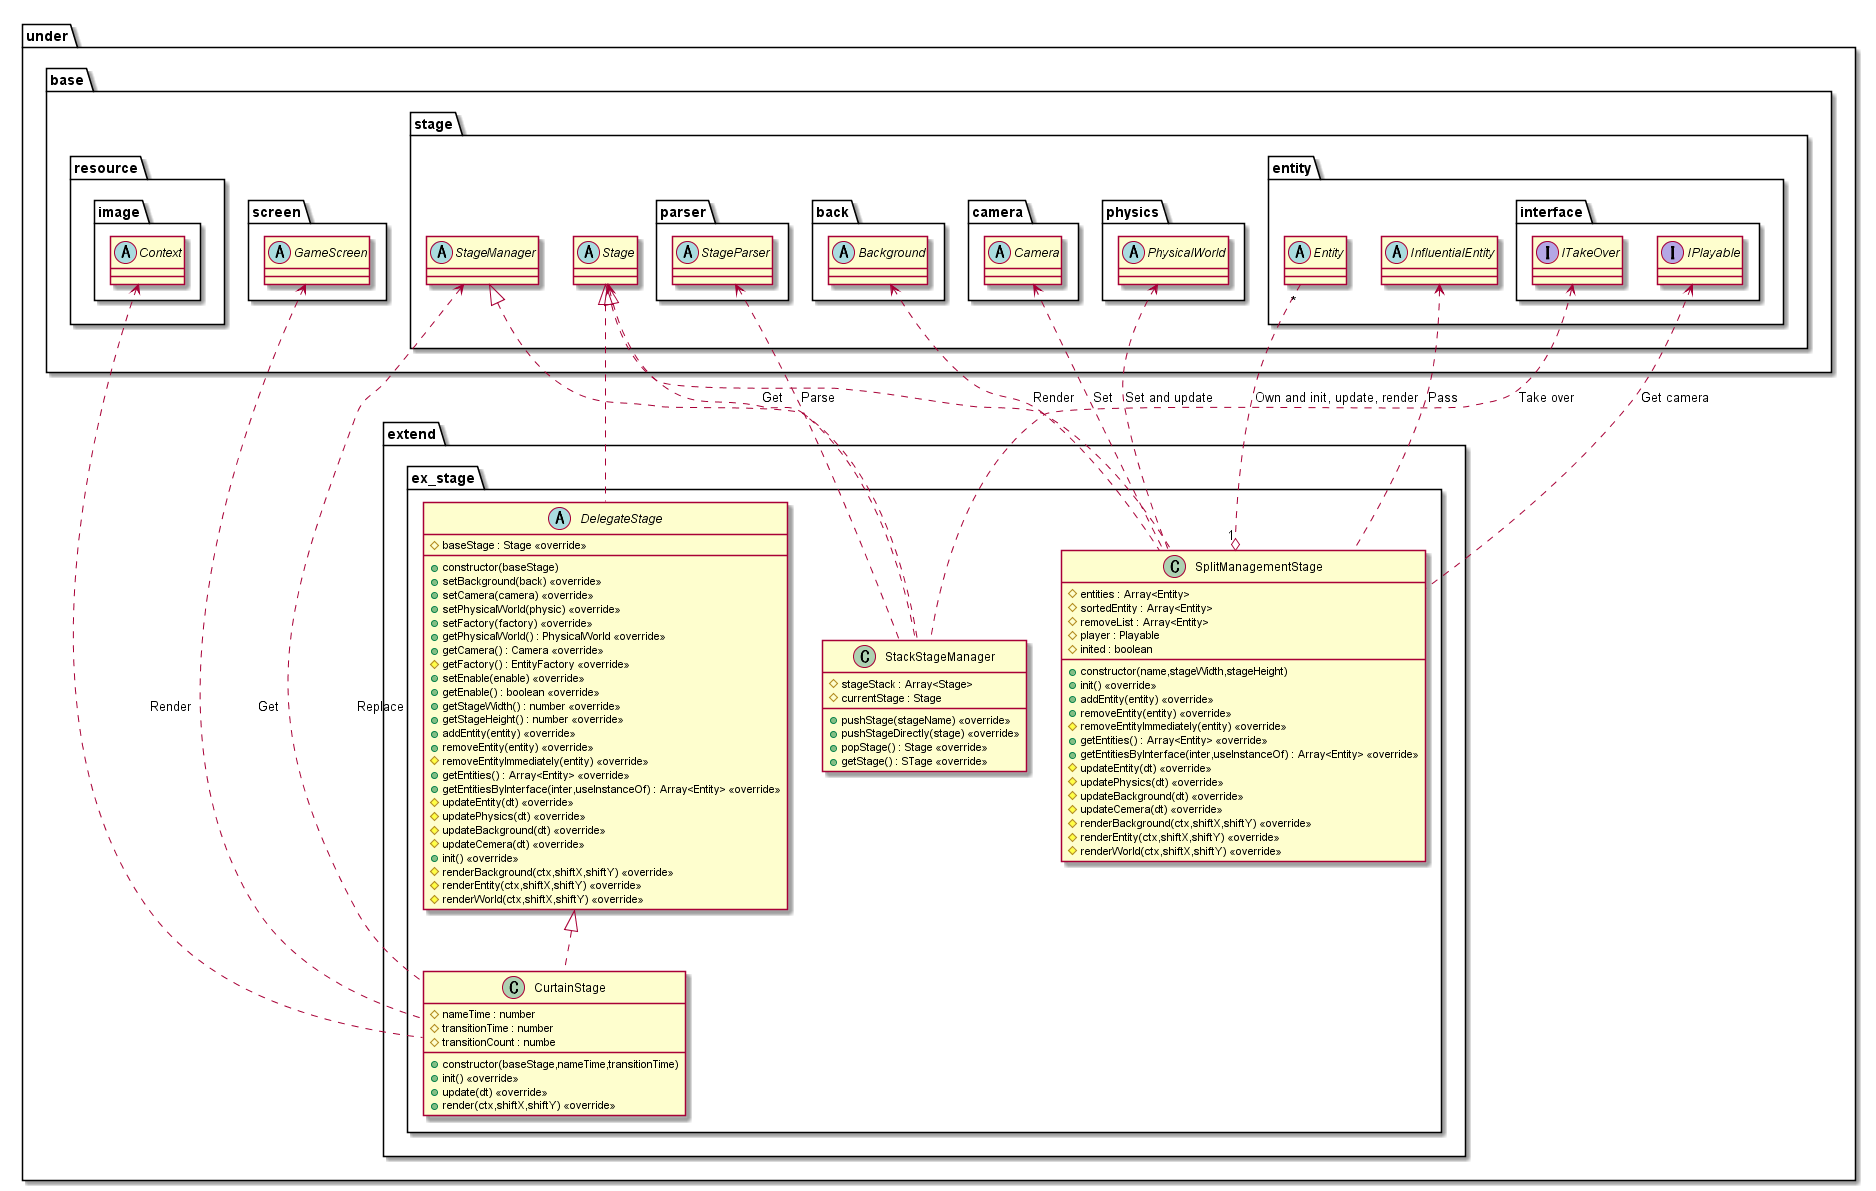 under
base
stage
resource
entity
image
screen
parser
back
camera
physics
interface
A Context
A GameScreen
A StageManager
A Stage
A StageParser
A Background
A Camera
A PhysicalWorld
A Entity
A InfluentialEntity
I ITakeOver
I IPlayable
*
Get
Parse
Render
Set
Set and update
Own and init, update, render
Pass
Take over
Get camera
extend
ex_stage
A DelegateStage
baseStage : Stage «override»
constructor(baseStage)
setBackground(back) «override»
setCamera(camera) «override»
setPhysicalWorld(physic) «override»
setFactory(factory) «override»
getPhysicalWorld() : PhysicalWorld «override»
getCamera() : Camera «override»
getFactory() : EntityFactory «override»
setEnable(enable) «override»
getEnable() : boolean «override»
getStageWidth() : number «override»
getStageHeight() : number «override»
addEntity(entity) «override»
removeEntity(entity) «override»
removeEntityImmediately(entity) «override»
getEntities() : Array<Entity> «override»
getEntitiesByInterface(inter,useInstanceOf) : Array<Entity> «override»
updateEntity(dt) «override»
updatePhysics(dt) «override»
updateBackground(dt) «override»
updateCemera(dt) «override»
init() «override»
renderBackground(ctx,shiftX,shiftY) «override»
renderEntity(ctx,shiftX,shiftY) «override»
renderWorld(ctx,shiftX,shiftY) «override»
1
C SplitManagementStage
entities : Array<Entity>
sortedEntity : Array<Entity>
removeList : Array<Entity>
player : Playable
inited : boolean
constructor(name,stageWidth,stageHeight)
init() «override»
addEntity(entity) «override»
removeEntity(entity) «override»
removeEntityImmediately(entity) «override»
getEntities() : Array<Entity> «override»
getEntitiesByInterface(inter,useInstanceOf) : Array<Entity> «override»
updateEntity(dt) «override»
updatePhysics(dt) «override»
updateBackground(dt) «override»
updateCemera(dt) «override»
renderBackground(ctx,shiftX,shiftY) «override»
renderEntity(ctx,shiftX,shiftY) «override»
renderWorld(ctx,shiftX,shiftY) «override»
C StackStageManager
stageStack : Array<Stage>
currentStage : Stage
pushStage(stageName) «override»
pushStageDirectly(stage) «override»
popStage() : Stage «override»
getStage() : STage «override»
Render
Get
Replace
C CurtainStage
nameTime : number
transitionTime : number
transitionCount : numbe
constructor(baseStage,nameTime,transitionTime)
init() «override»
update(dt) «override»
render(ctx,shiftX,shiftY) «override»